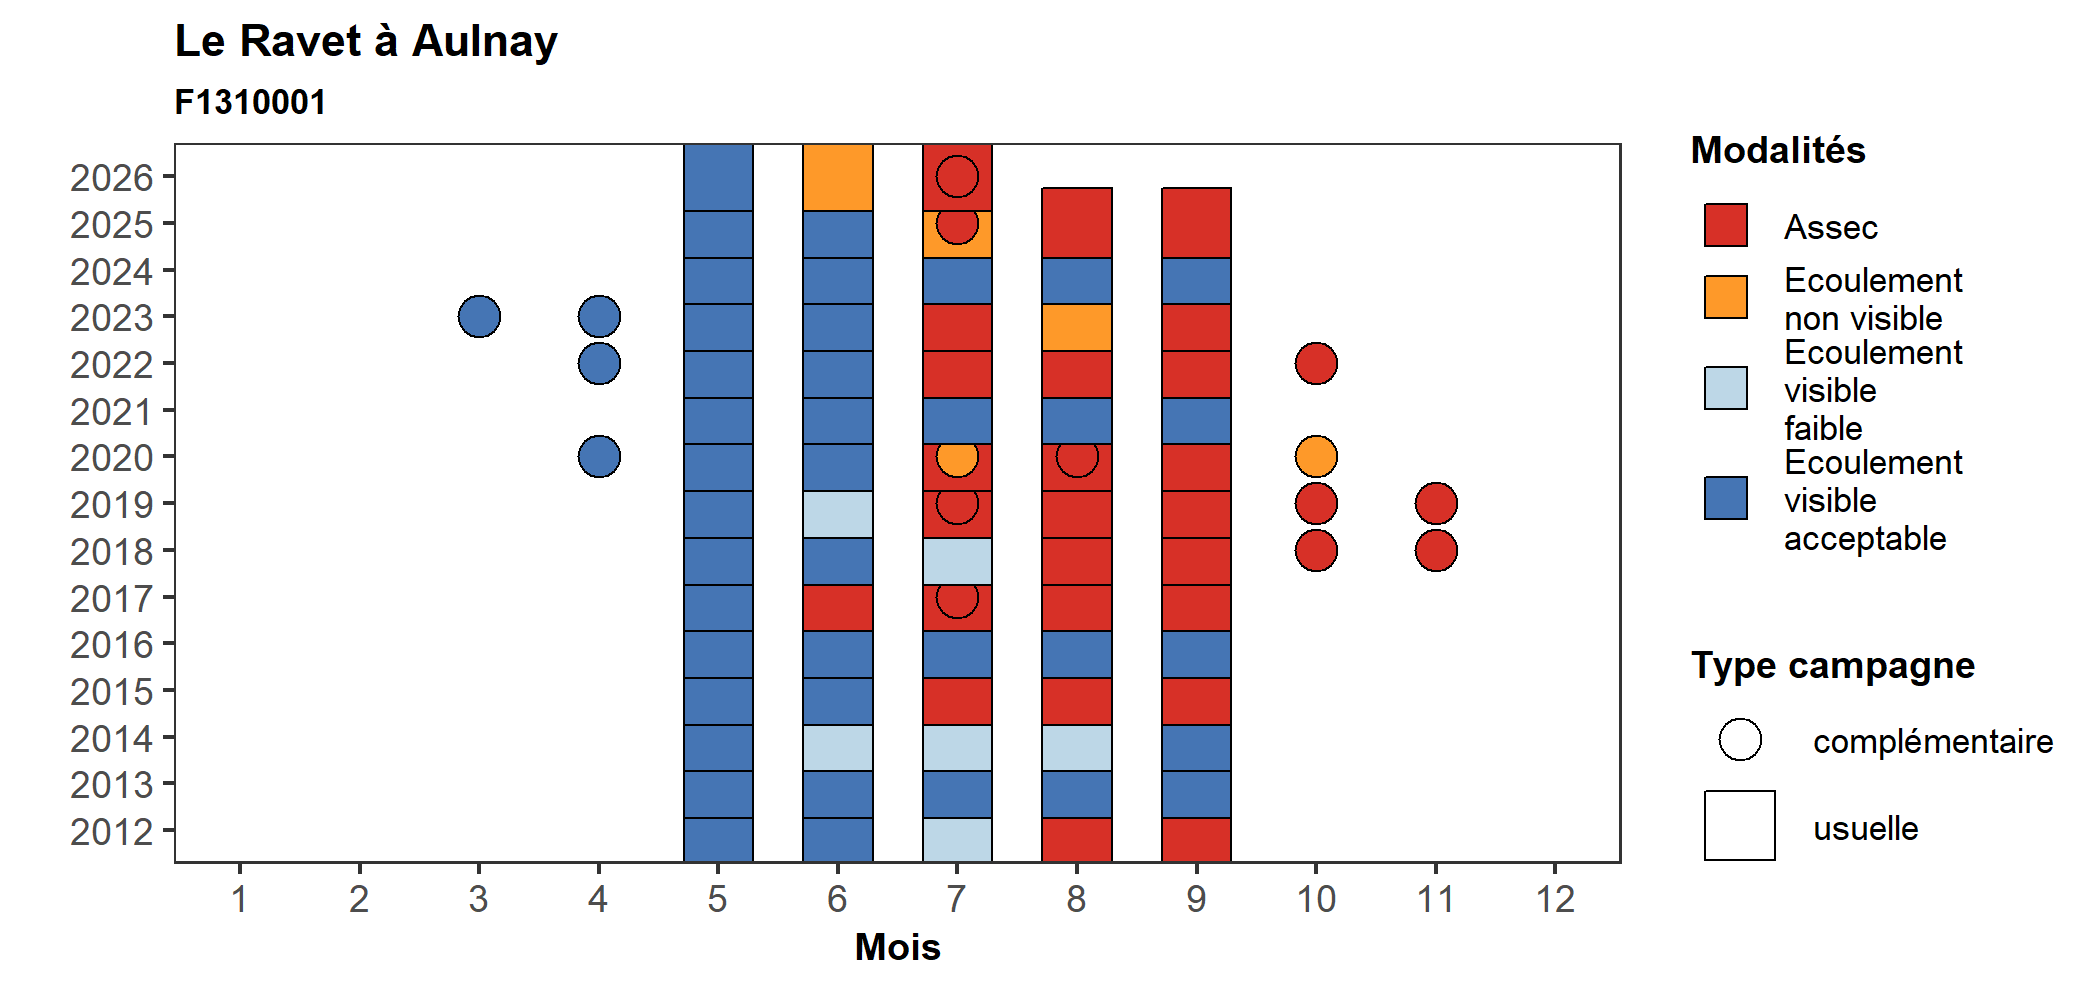 Le Ravet à Aulnay
F1310001
2026
2025
2024
2023
2022
2021
2020
2019
2018
2017
2016
2015
2014
2013
2012
1 2 3 4 5 6 7 8 9 10 11 12
Mois
Modalités
Assec
Ecoulement
non visible
Ecoulement
visible
faible
Ecoulement
visible
acceptable
Type campagne
complémentaire
usuelle